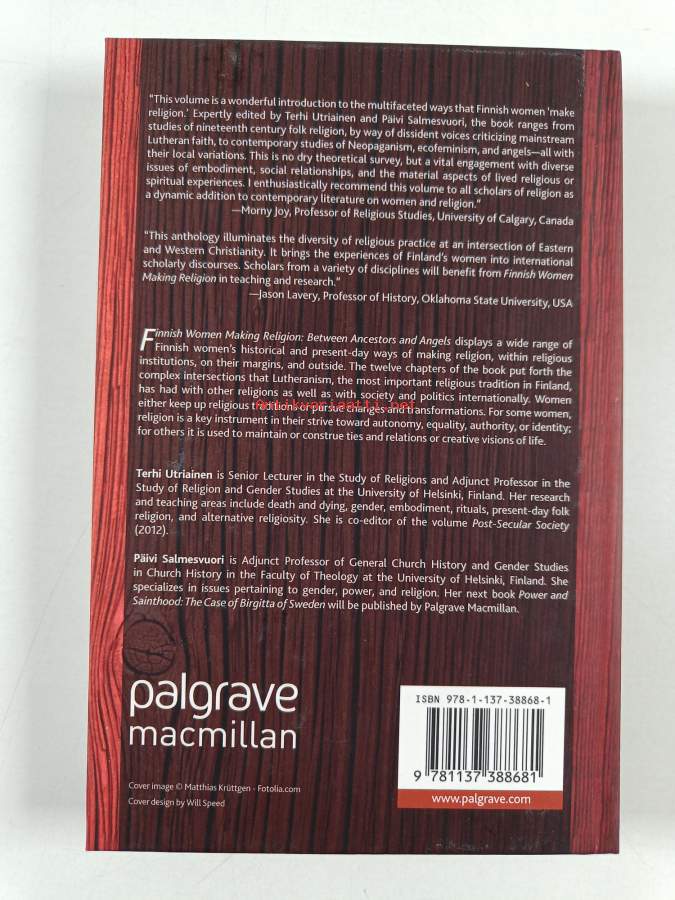 "This volume is a wonderful introduction to the multifaceted ways that Finnish women 'make
religion.' Expertly edited by Terhi Utriainen and Päivi Salmesvuori, the book ranges from
studies of nineteenth century folk religion, by way of dissident voices criticizing mainstream
Lutheran faith, to contemporary studies of Neopaganism, ecofeminism, and angels—all with
their local variations. This is no dry theoretical survey, but a vital engagement with diverse
issues of embodiment, social relationships, and the material aspects of lived religious or
spiritual experiences. I enthusiastically recommend this volume to all scholars of religion as
a dynamic addition to contemporary literature on women and religion."
—Morny Joy, Professor of Religious Studies, University of Calgary, Canada
"This anthology illuminates the diversity of religious practice at an intersection of Eastern
and Western Christianity. It brings the experiences of Finland's women into international
scholarly discourses. Scholars from a variety of disciplines will benefit from Finnish Women
Making Religion in teaching and research."
—Jason Lavery, Professor of History, Oklahoma State University, USA
Finnish Women Making Religion: Between Ancestors and Angels displays a wide range of
Finnish women's historical and present-day ways of making religion, within religious
institutions, on their margins, and outside. The twelve chapters of the book put forth the
complex intersections that Lutheranism, the most important religious tradition in Finland,
has had with other religions as well as with society and politics internationally. Women
either keep up religious traditions or pursue changes and transformations. For some women,
antikvariaatti.net
religion is a key instrument in their strive toward autonomy, equality, authority, or identity;
for others it is used to maintain or construe ties and relations or creative visions of life.
Terhi Utriainen is Senior Lecturer in the Study of Religions and Adjunct Professor in the
Study of Religion and Gender Studies at the University of Helsinki, Finland. Her research
and teaching areas include death and dying, gender, embodiment, rituals, present-day folk
religion, and alternative religiosity. She is co-editor of the volume Post-Secular Society
(2012).
Päivi Salmesvuori is Adjunct Professor of General Church History and Gender Studies
in Church History in the Faculty of Theology at the University of Helsinki, Finland. She
specializes in issues pertaining to gender, power, and religion. Her next book Power and
Sainthood: The Case of Birgitta of Sweden will be published by Palgrave Macmillan.
palgrave
macmillan
ISBN 978-1-137-38868-1
9 781137 388681
www.palgrave.com
Cover image © Matthias Krüttgen - Fotolia.com
Cover design by Will Speed